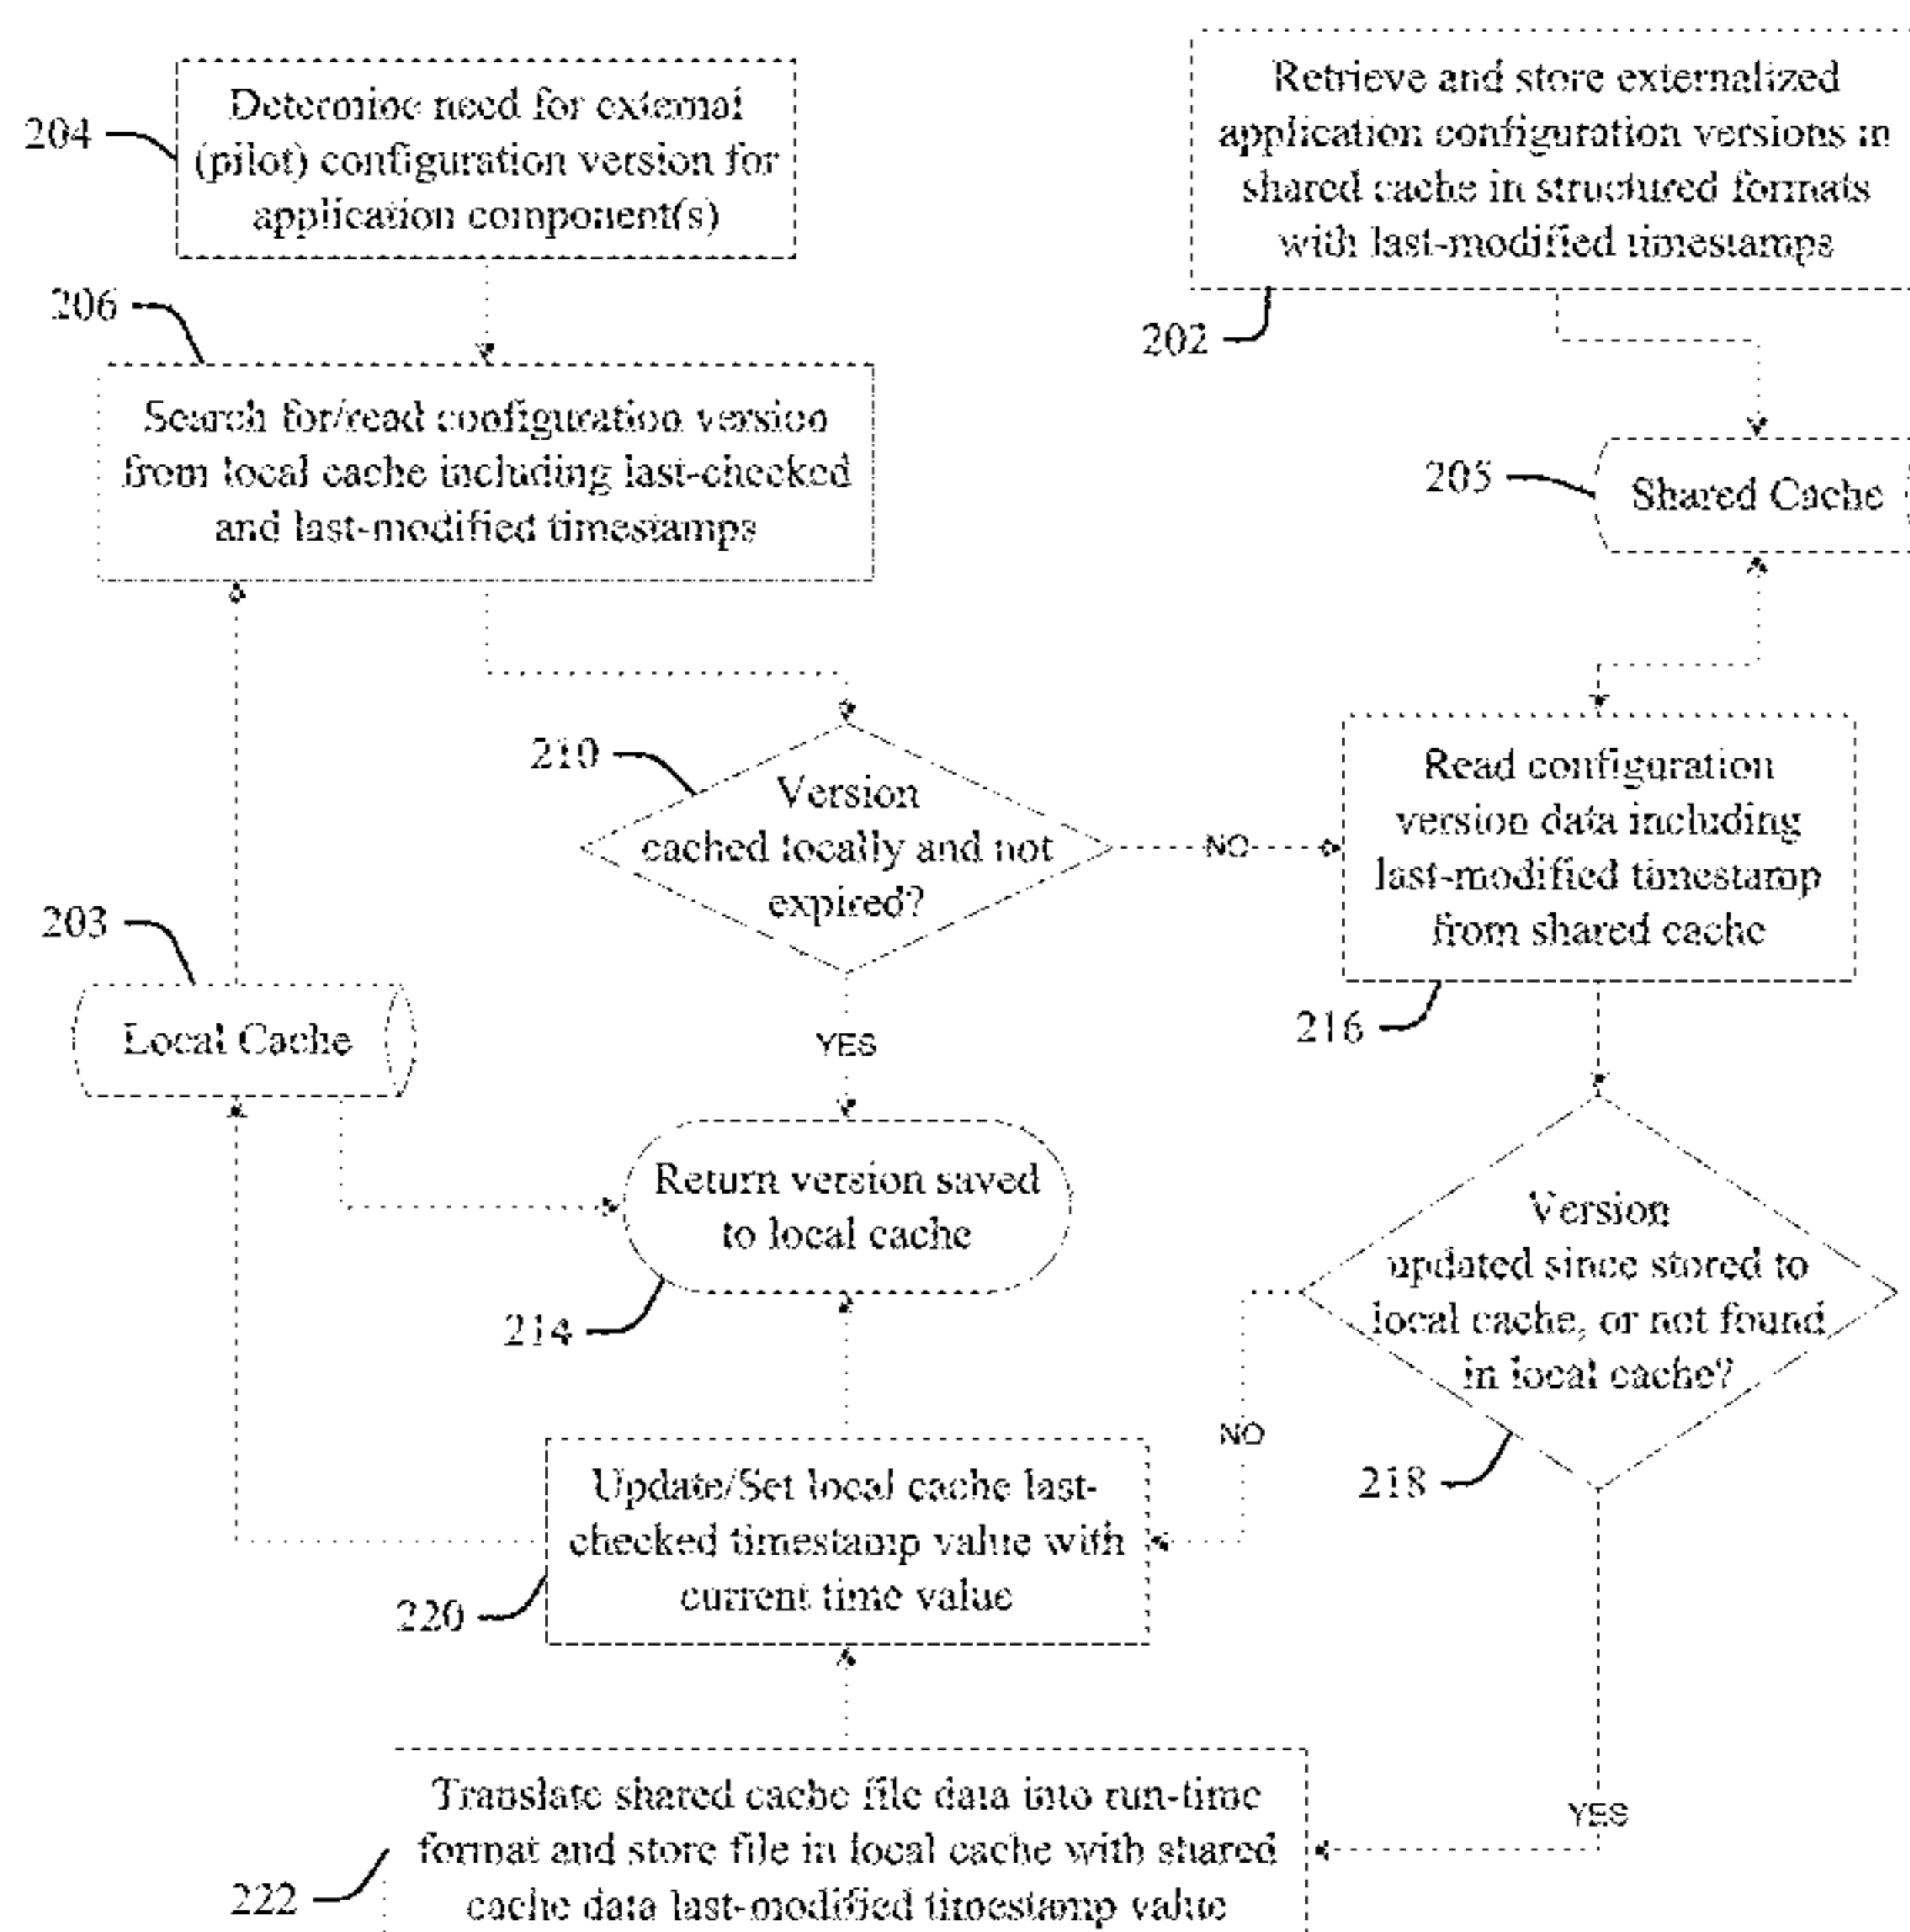 204
Determine need for external
(pilot) configuration version for
application component(s)
Retrieve and store externalized
application configuration versions in
shared cache in structured formats
with last-modified timestamps
202
206
Search for/read configuration version
from local cache including last-checked
and last-modified timestamps
205
Shared Cache
210
Version
cached locally and not
expired?
NO
Read configuration
version data including
last-modified timestamp
from shared cache
216
203
Local Cache
YES
Return version saved
to local cache
214
Version
updated since stored to
local cache, or not found
in local cache?
218
NO
Update/Set local cache last-
checked timestamp value with
current time value
220
YES
Translate shared cache file data into run-time
format and store file in local cache with shared
cache data last-modified timestamp value
222